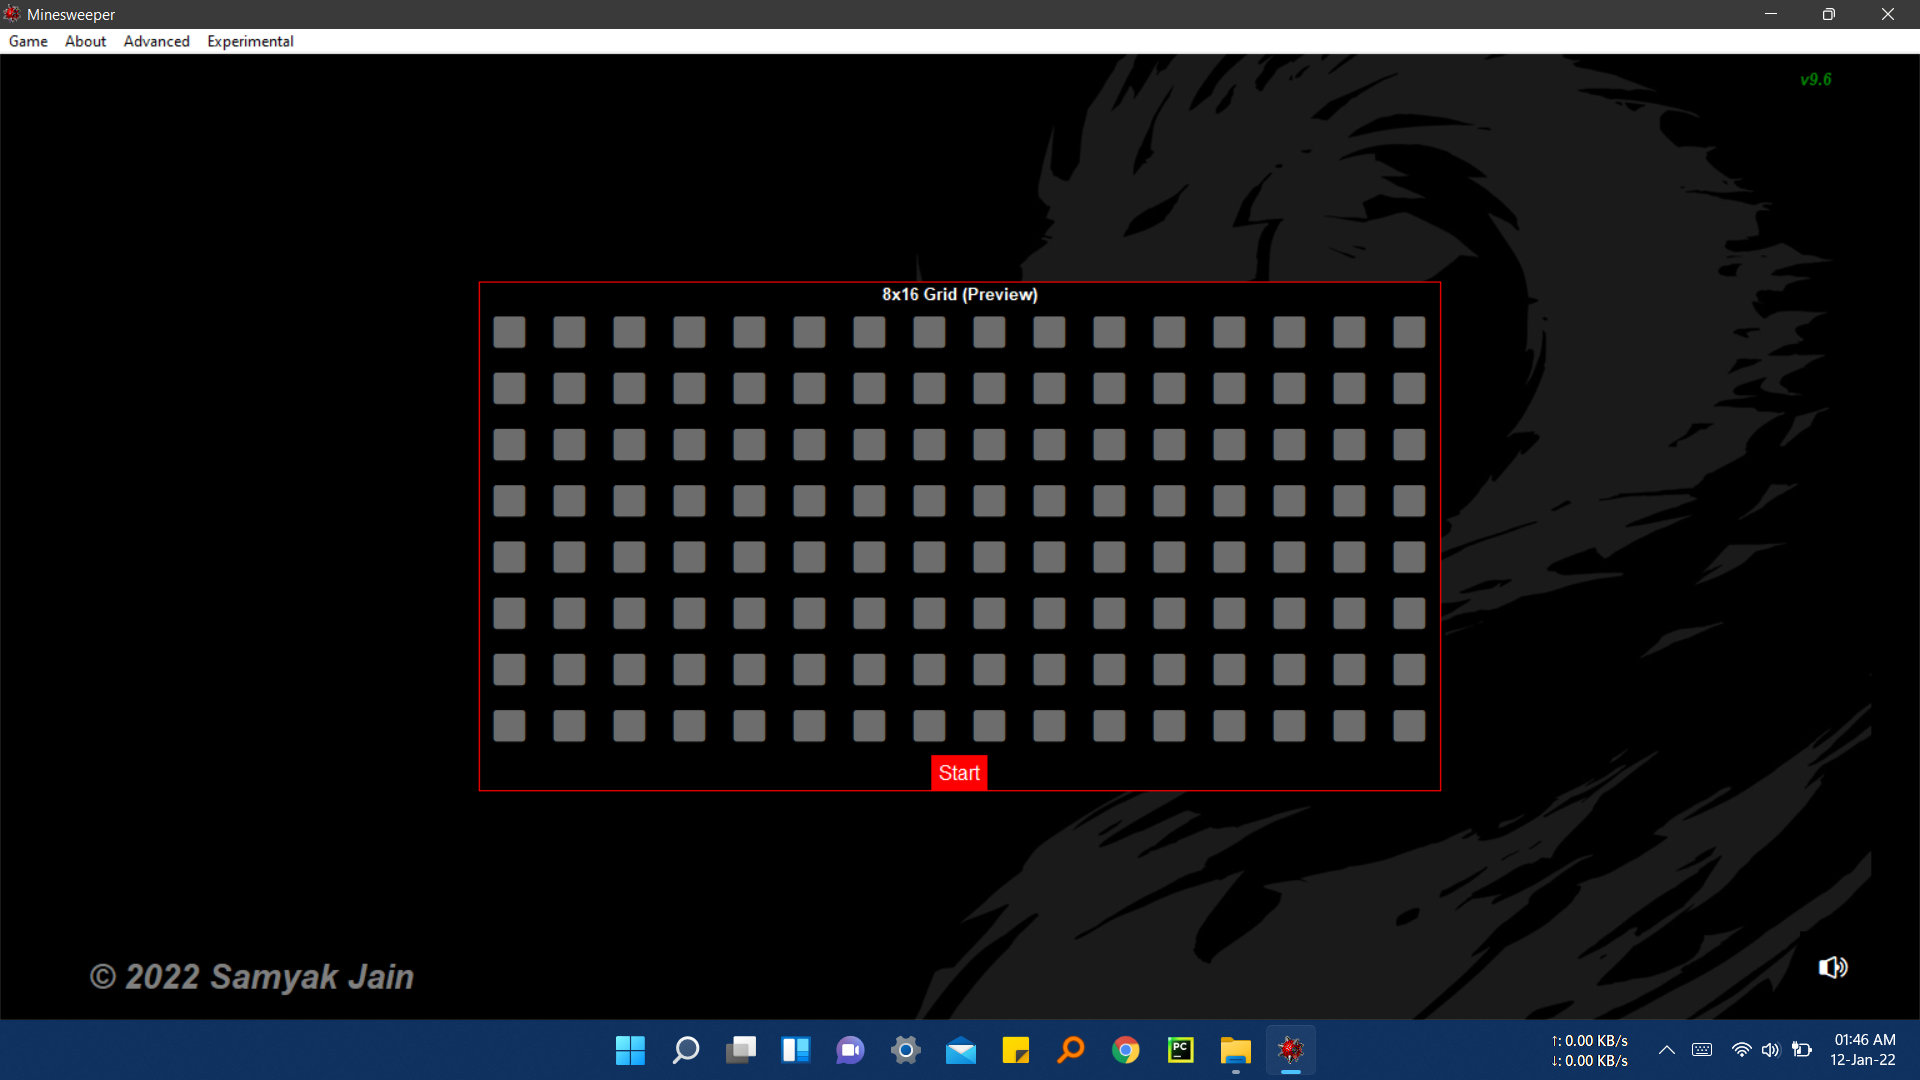 Minesweeper
Game About Advanced Experimental
v9.6
8x16 Grid (Preview)
Start
© 2022 Samyak Jain
PC
↑: 0.00 KB/s
↓: 0.00 KB/s
01:46 AM
12-Jan-22